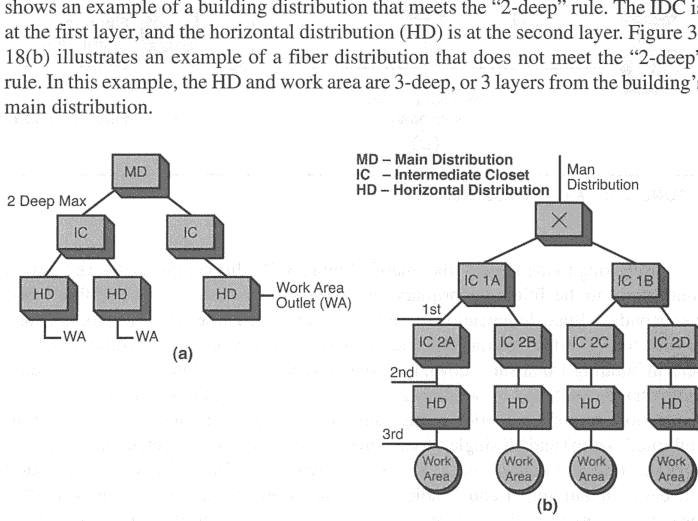 shows an example of a building distribution that meets the “2-deep” rule. The IDC is
at the first layer, and the horizontal distribution (HD) is at the second layer. Figure 3
18(b) illustrates an example of a fiber distribution that does not meet the “2-deep”
rule. In this example, the HD and work area are 3-deep, or 3 layers from the building’s
main distribution.
MD – Main Distribution
IC – Intermediate Closet
HD – Horizontal Distribution
Man
Distribution
MD
2 Deep Max
IC
IC
HD
HD
HD
Work Area
Outlet (WA)
WA
WA
(a)
X
IC 1A
IC 1B
1st
IC 2A
IC 2B
IC 2C
IC 2D
2nd
HD
HD
HD
HD
3rd
Work
Area
Work
Area
Work
Area
Work
Area
(b)